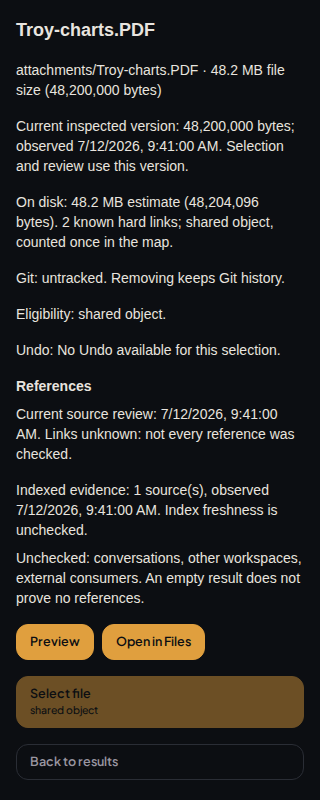 Troy-charts.PDF
attachments/Troy-charts.PDF · 48.2 MB file
size (48,200,000 bytes)
Current inspected version: 48,200,000 bytes;
observed 7/12/2026, 9:41:00 AM. Selection
and review use this version.
On disk: 48.2 MB estimate (48,204,096
bytes). 2 known hard links; shared object,
counted once in the map.
Git: untracked. Removing keeps Git history.
Eligibility: shared object.
Undo: No Undo available for this selection.
References
Current source review: 7/12/2026, 9:41:00
AM. Links unknown: not every reference was
checked.
Indexed evidence: 1 source(s), observed
7/12/2026, 9:41:00 AM. Index freshness is
unchecked.
Unchecked: conversations, other workspaces,
external consumers. An empty result does not
prove no references.
Preview
Open in Files
Select file
shared object
Back to results